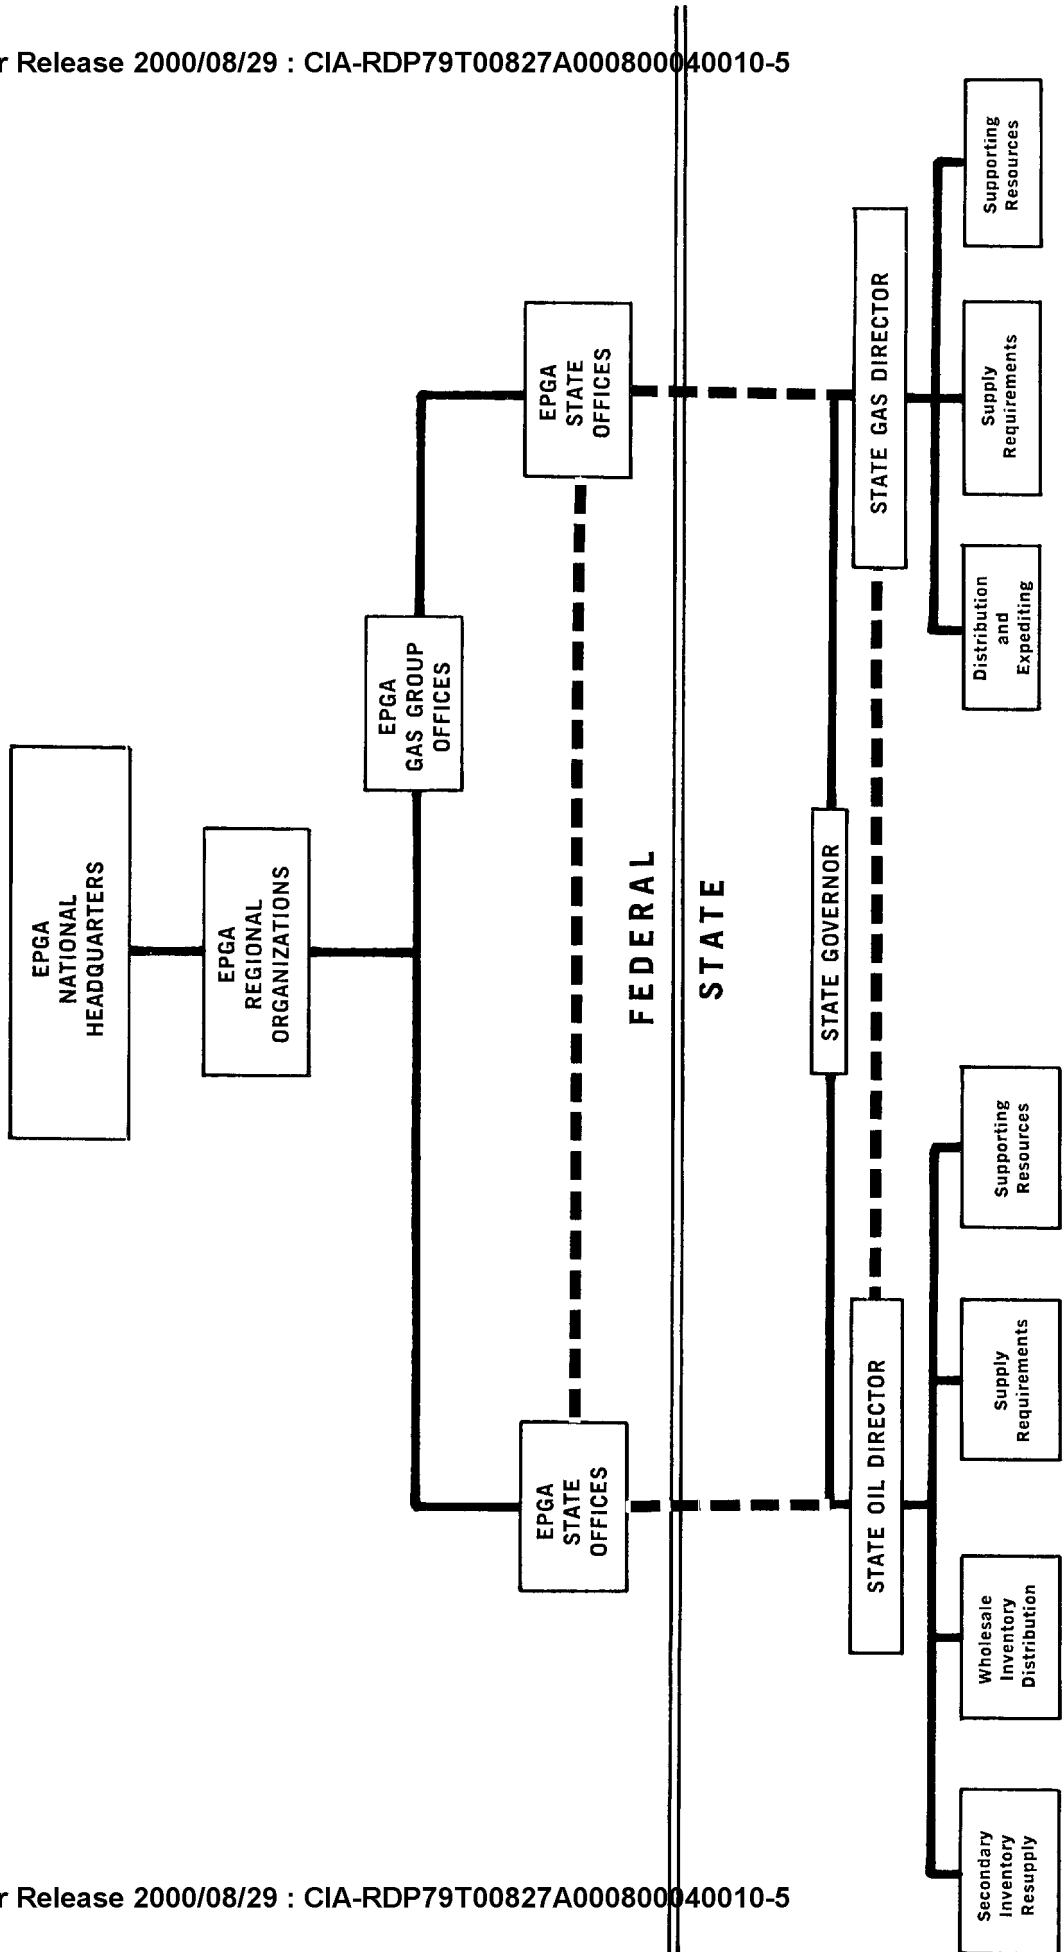 r Release 2000/08/29 : CIA-RDP79T00827A000800040010-5
EPGA
NATIONAL
HEADQUARTERS
EPGA
REGIONAL
ORGANIZATIONS
EPGA
GAS GROUP
OFFICES
EPGA
STATE
OFFICES
EPGA
STATE
OFFICES
FEDERAL
STATE
STATE GOVERNOR
STATE OIL DIRECTOR
STATE GAS DIRECTOR
Secondary
Inventory
Resupply
Wholesale
Inventory
Distribution
Supply
Requirements
Supporting
Resources
Distribution
and
Expediting
Supply
Requirements
Supporting
Resources
r Release 2000/08/29 : CIA-RDP79T00827A000800040010-5